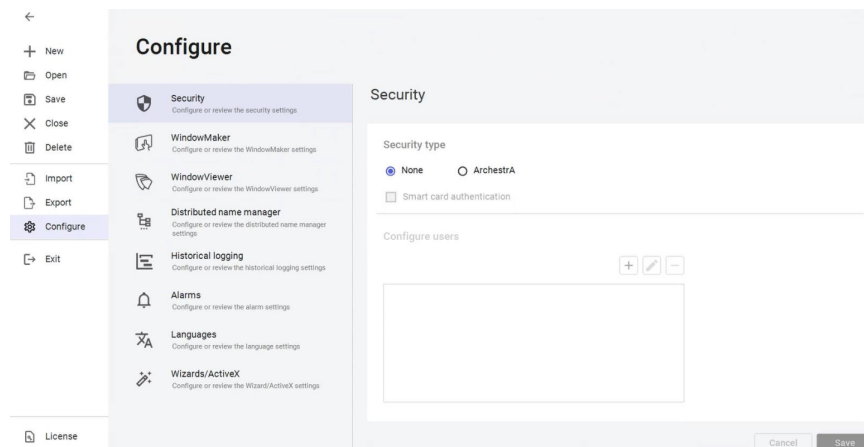 New
Open
Save
Close
Delete
Import
Export
Configure
Exit
License
Configure
Security
Configure or review the security settings
WindowMaker
Configure or review the WindowMaker settings
WindowViewer
Configure or review the WindowViewer settings
Distributed name manager
Configure or review the distributed name manager
settings
Historical logging
Configure or review the historical logging settings
Alarms
Configure or review the alarm settings
Languages
Configure or review the language settings
Wizards/ActiveX
Configure or review the Wizard/ActiveX settings
Security
Security type
None ArchestrA
Smart card authentication
Configure users
Cancel Save